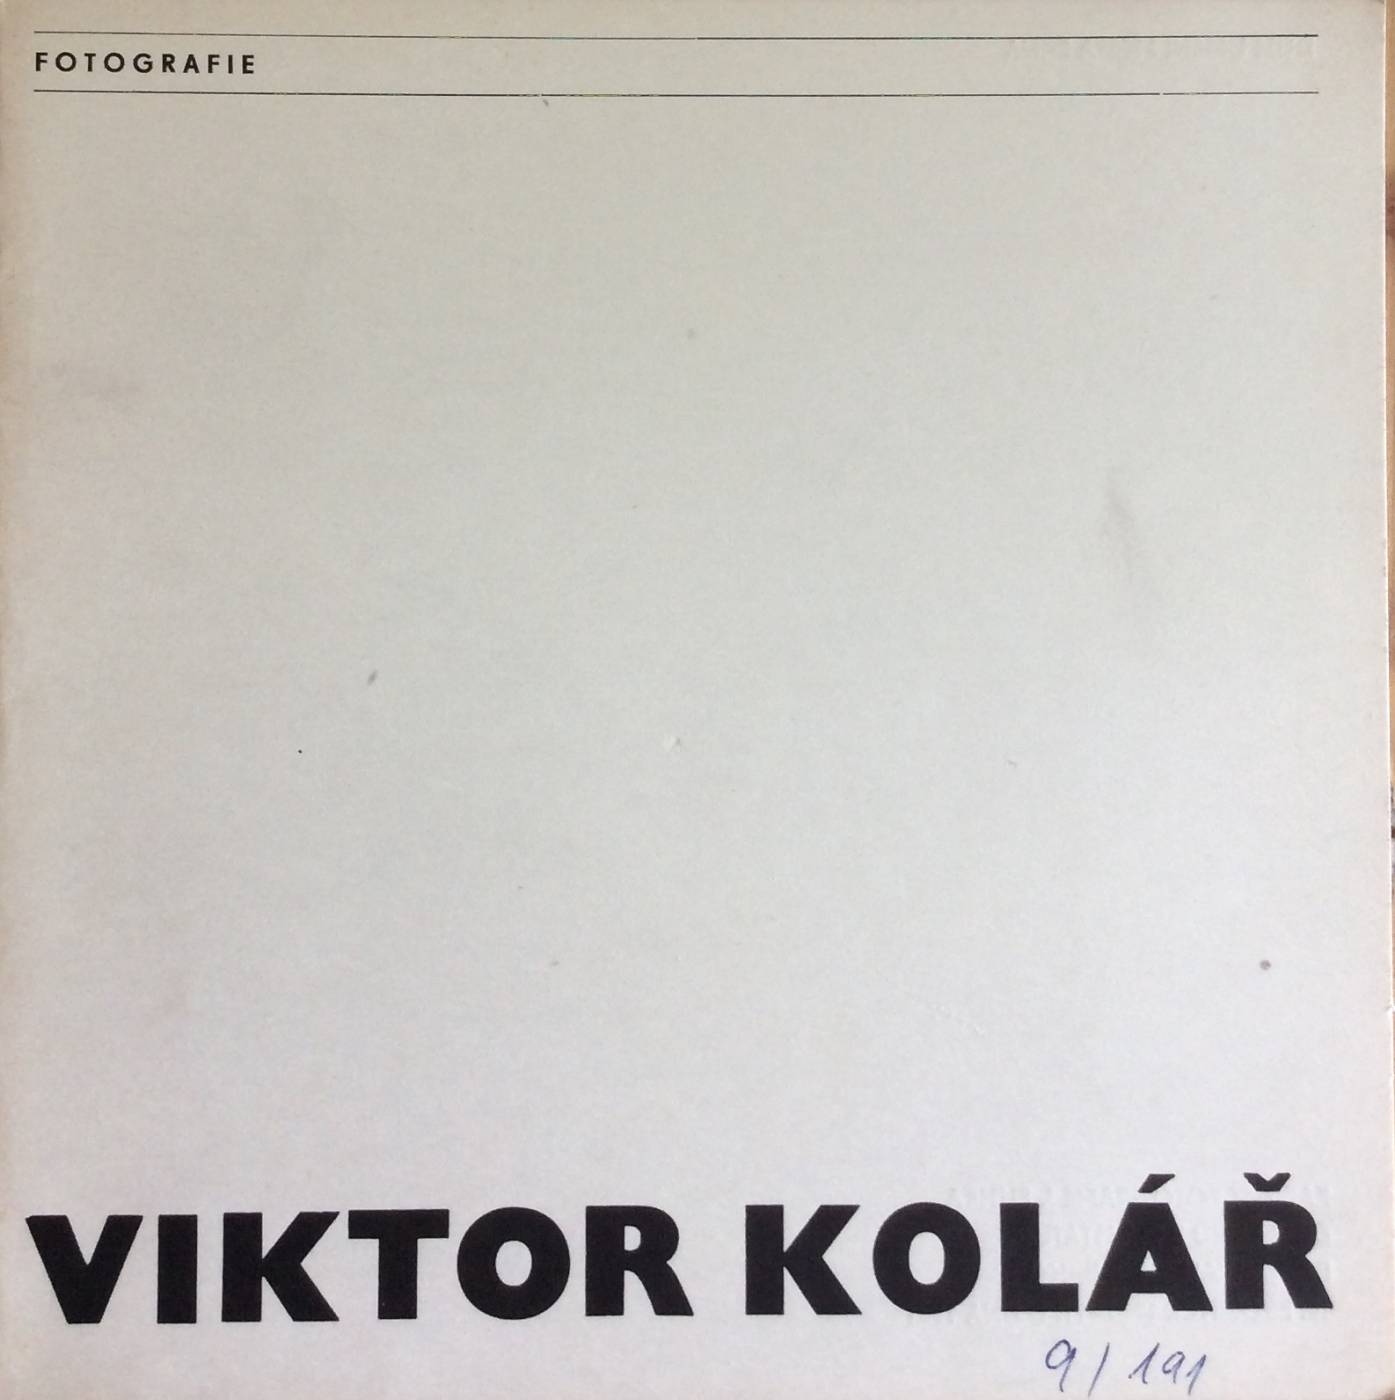 FOTOGRAFIE
VIKTOR KOLÁŘ
9/191